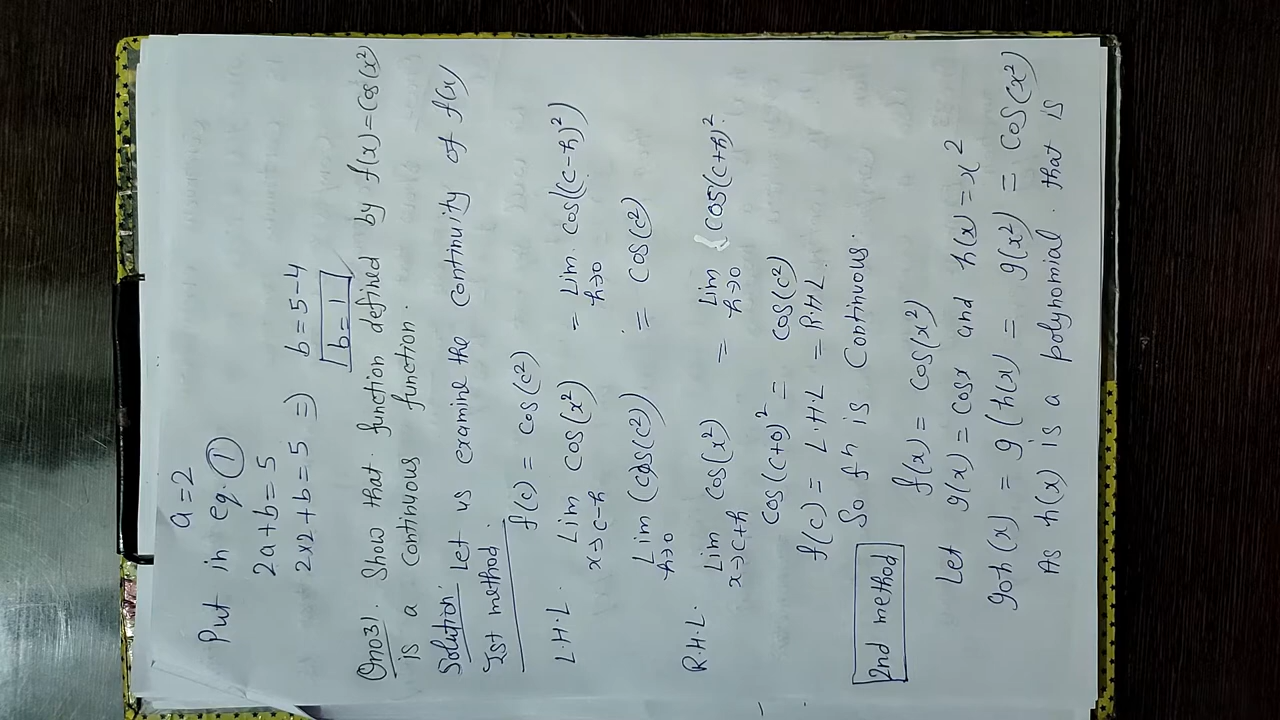 a=2
Put in eq. ①
2a+b=5
2×2+b=5 =) b=5-4
b=1
Qno31. Show that function defined by f(x)=cos(x²)
is a continuous function.
Solution: Let us examine the continuity of f(x)
Ist method.
f(c) = cos(c²)
L.H.L. Lim x→c-h cos(x²) = Lim h→0 cos((c-h)²)
Lim h→0 (cos(c²)) = cos(c²)
R.H.L. Lim x→c+h cos(x²) = Lim h→0 {cos(c+h)².
cos(c+0)² = cos(c²)
f(c) = L.H.L = R.H.L.
So fn is Continuous.
2nd method
f(x) = cos(x²)
Let g(x) = cosx and h(x) = x²
goh(x) = g(h(x) = g(x²) = cos(x²)
As h(x) is a polynomial. that is